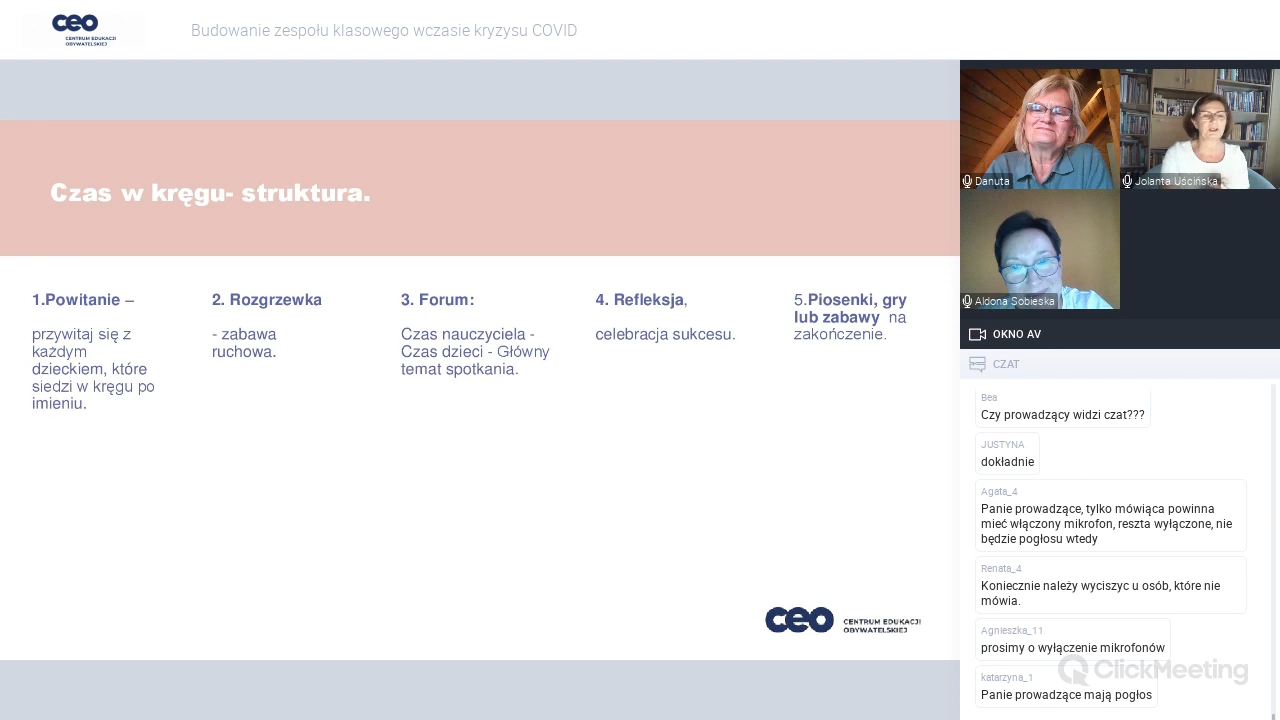 ceo
CENTRUM EDUKACJI
OBYWATELSKIEJ
Budowanie zespołu klasowego wczasie kryzysu COVID
Czas w kręgu- struktura.
1.Powitanie –
przywitaj się z
każdym
dzieckiem, które
siedzi w kręgu po
imieniu.
2. Rozgrzewka
- zabawa
ruchowa.
3. Forum:
Czas nauczyciela -
Czas dzieci - Główny
temat spotkania.
4. Refleksja,
celebracja sukcesu.
5.Piosenki, gry
lub zabawy na
zakończenie.
ceo
CENTRUM EDUKACJI
OBYWATELSKIEJ
Danuta
Jolanta Uścińska
Aldona Sobieska
OKNO AV
CZAT
Bea
Czy prowadzący widzi czat???
JUSTYNA
dokładnie
Agata_4
Panie prowadzące, tylko mówiąca powinna
mieć włączony mikrofon, reszta wyłączone, nie
będzie pogłosu wtedy
Renata_4
Koniecznie należy wyciszyc u osób, które nie
mówia.
Agnieszka_11
prosimy o wyłączenie mikrofonów
katarzyna_1
Panie prowadzące mają pogłos
ClickMeeting